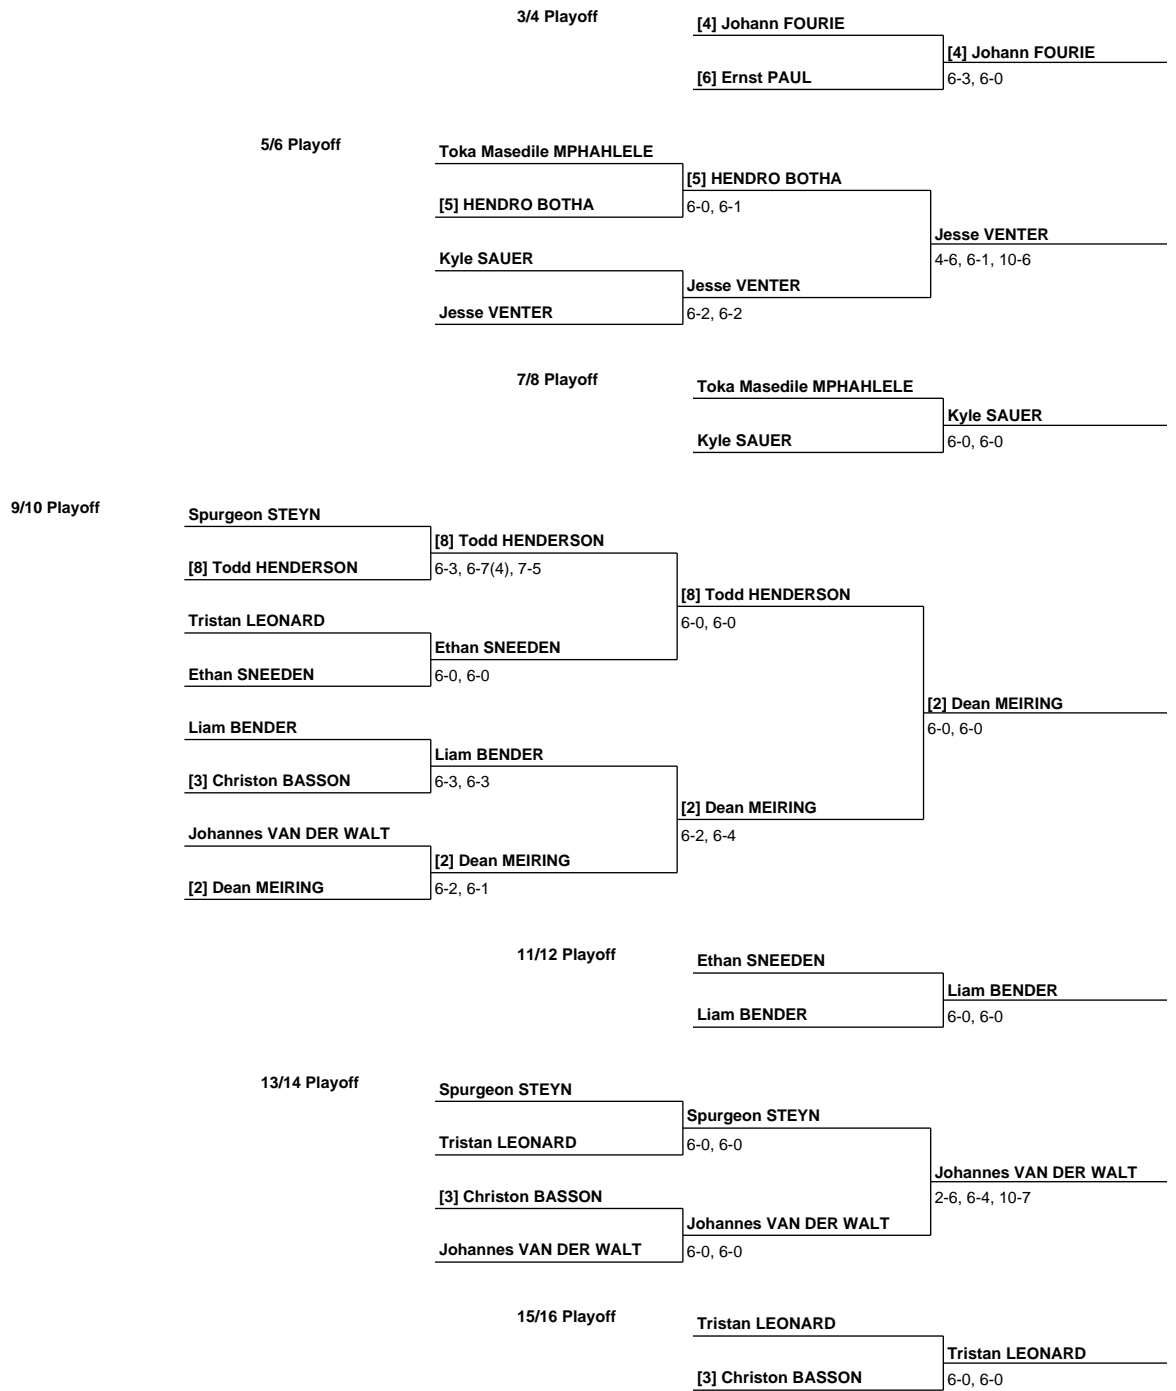 3/4 Playoff
[4] Johann FOURIE
[4] Johann FOURIE
[6] Ernst PAUL
6-3, 6-0
5/6 Playoff
Toka Masedile MPHAHLELE
[5] HENDRO BOTHA
[5] HENDRO BOTHA
6-0, 6-1
Jesse VENTER
Kyle SAUER
4-6, 6-1, 10-6
Jesse VENTER
Jesse VENTER
6-2, 6-2
7/8 Playoff
Toka Masedile MPHAHLELE
Kyle SAUER
Kyle SAUER
6-0, 6-0
9/10 Playoff
Spurgeon STEYN
[8] Todd HENDERSON
[8] Todd HENDERSON
6-3, 6-7(4), 7-5
[8] Todd HENDERSON
Tristan LEONARD
6-0, 6-0
Ethan SNEEDEN
Ethan SNEEDEN
6-0, 6-0
[2] Dean MEIRING
Liam BENDER
6-0, 6-0
Liam BENDER
[3] Christon BASSON
6-3, 6-3
[2] Dean MEIRING
Johannes VAN DER WALT
6-2, 6-4
[2] Dean MEIRING
[2] Dean MEIRING
6-2, 6-1
11/12 Playoff
Ethan SNEEDEN
Liam BENDER
Liam BENDER
6-0, 6-0
13/14 Playoff
Spurgeon STEYN
Spurgeon STEYN
Tristan LEONARD
6-0, 6-0
Johannes VAN DER WALT
[3] Christon BASSON
2-6, 6-4, 10-7
Johannes VAN DER WALT
Johannes VAN DER WALT
6-0, 6-0
15/16 Playoff
Tristan LEONARD
Tristan LEONARD
[3] Christon BASSON
6-0, 6-0